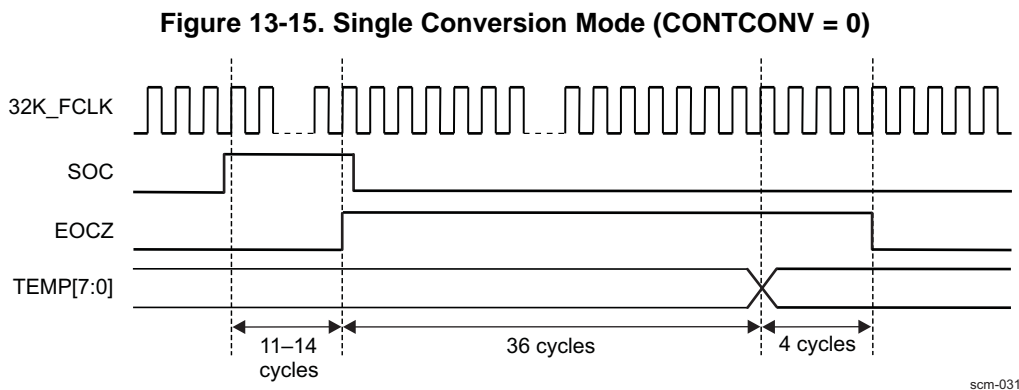 Figure 13-15. Single Conversion Mode (CONTCONV = 0)
32K_FCLK
SOC
EOCZ
TEMP[7:0]
11–14
cycles
36 cycles
4 cycles
scm-031